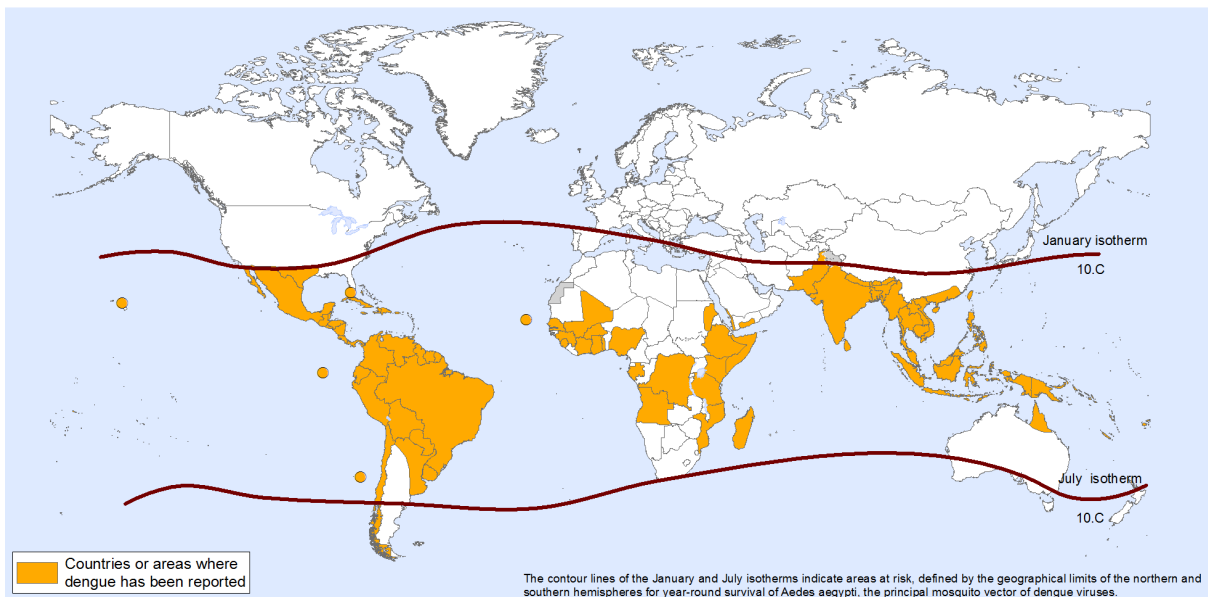 January isotherm
10.C
July isotherm
10.C
Countries or areas where
dengue has been reported
The contour lines of the January and July isotherms indicate areas at risk, defined by the geographical limits of the northern and
southern hemispheres for year-round survival of Aedes aegypti, the principal mosquito vector of dengue viruses.